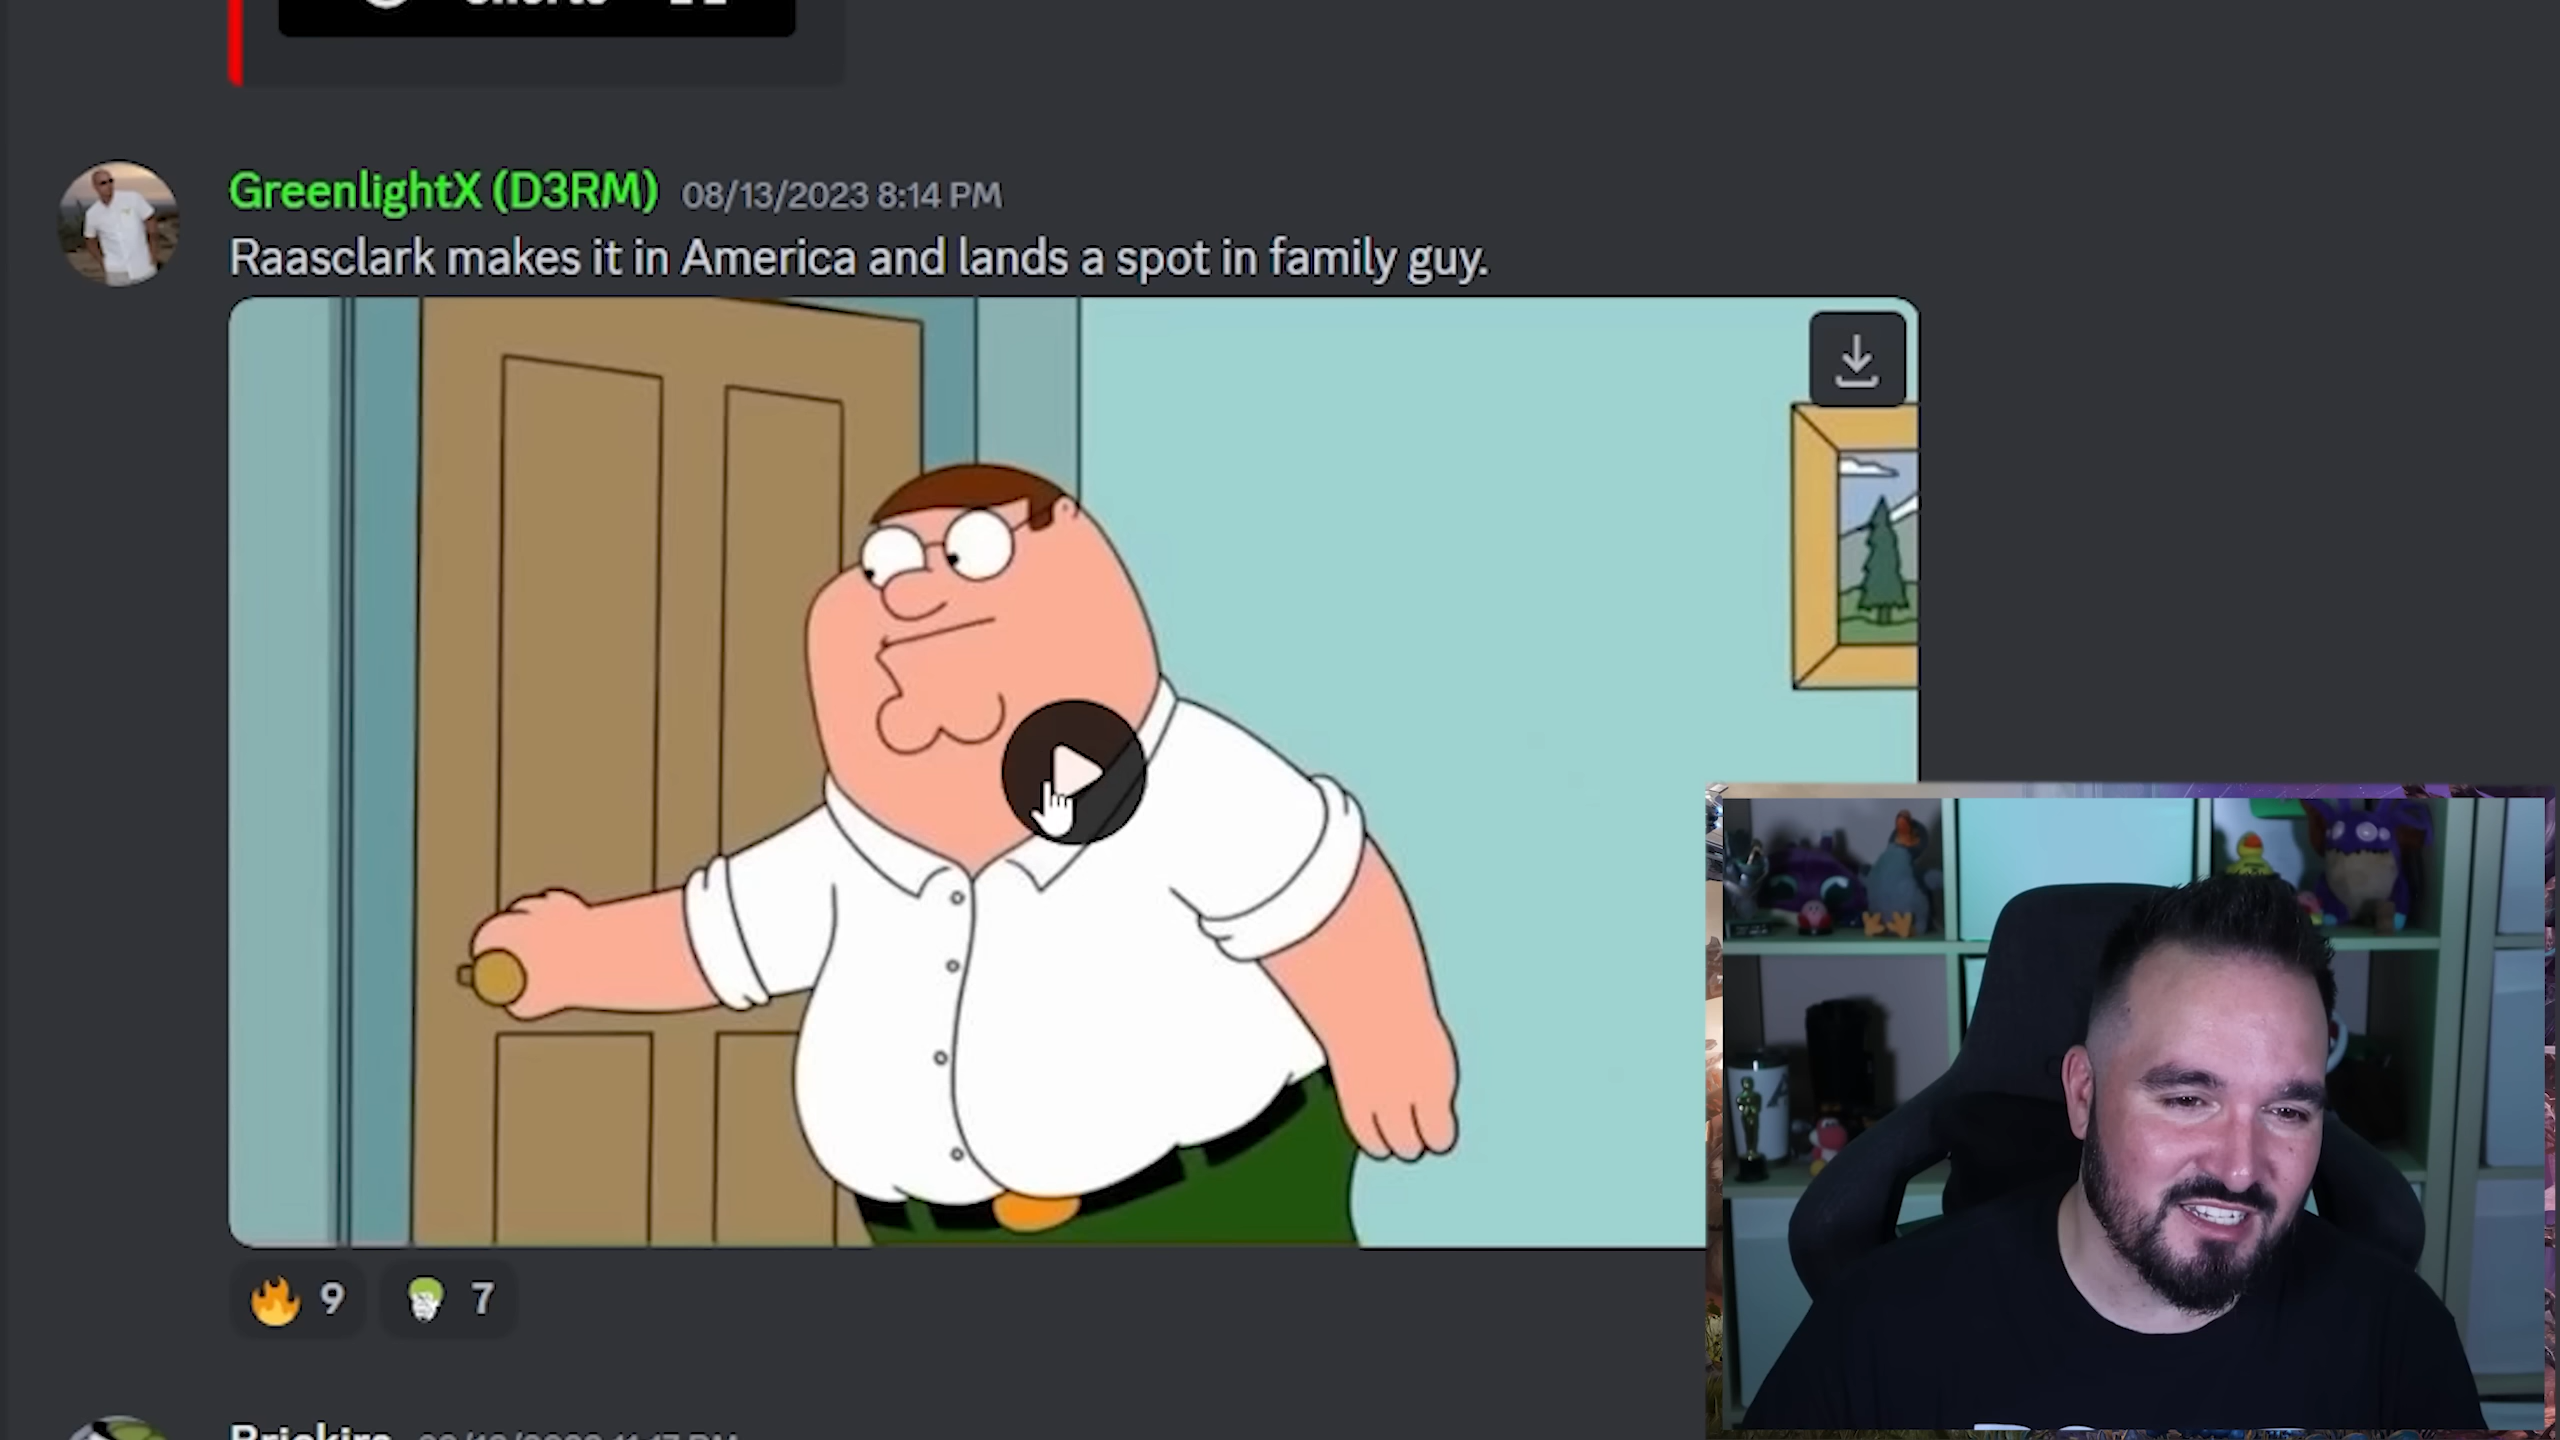 GreenlightX (D3RM) 08/13/2023 8:14 PM
Raasclark makes it in America and lands a spot in family guy.
9 7